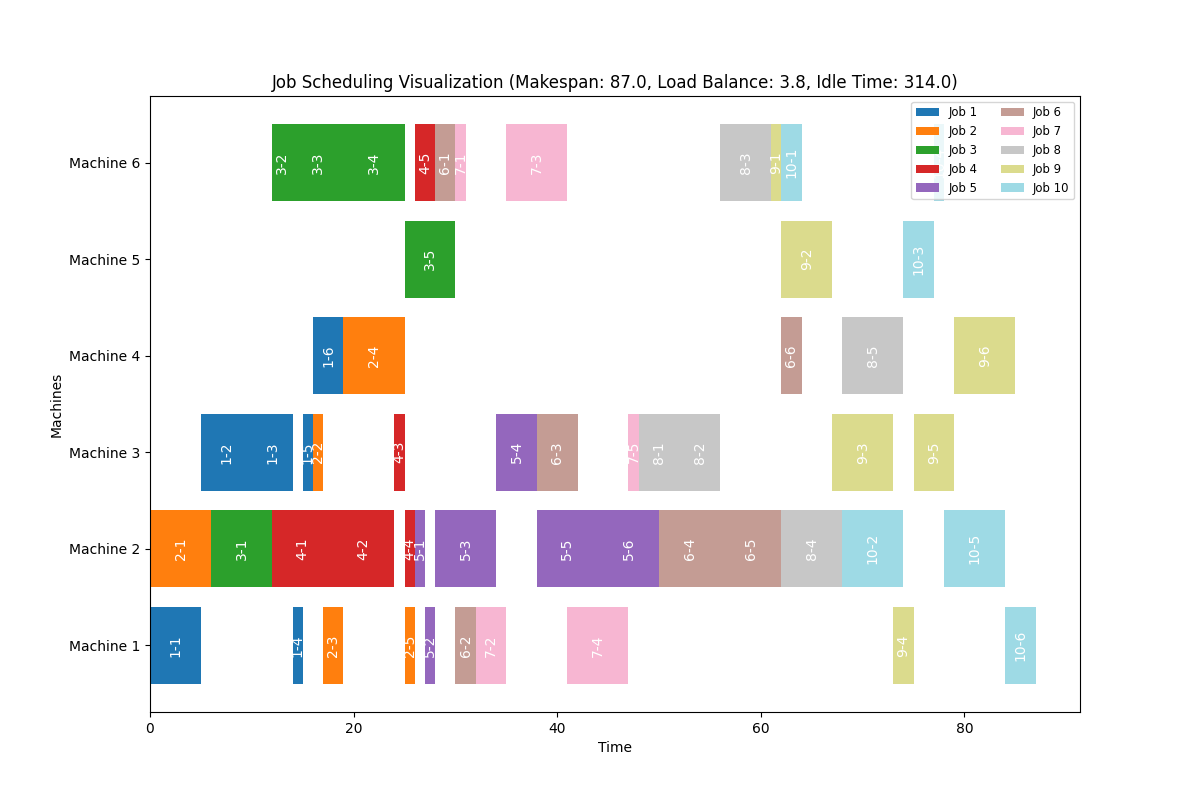 Job Scheduling Visualization (Makespan: 87.0, Load Balance: 3.8, Idle Time: 314.0)
Job 1 Job 6
Job 2 Job 7
Job 3 Job 8
Job 4 Job 9
Job 5 Job 10
Machine 6
3-2 3-3 3-4 4-5 6-1 7-1 7-3 8-3 9-1 10-1
Machine 5
3-5 9-2 10-3
Machine 4
1-6 2-4 6-6 8-5 9-6
Machine 3
1-2 1-3 1-5 2-2 4-3 5-4 6-3 7-5 8-1 8-2 9-3 9-5
Machine 2
2-1 3-1 4-1 4-2 4-4 5-1 5-3 5-5 5-6 6-4 6-5 8-4 10-2 10-5
Machine 1
1-1 1-4 2-3 2-5 5-2 6-2 7-2 7-4 9-4 10-6
Machines
0 20 40 60 80
Time